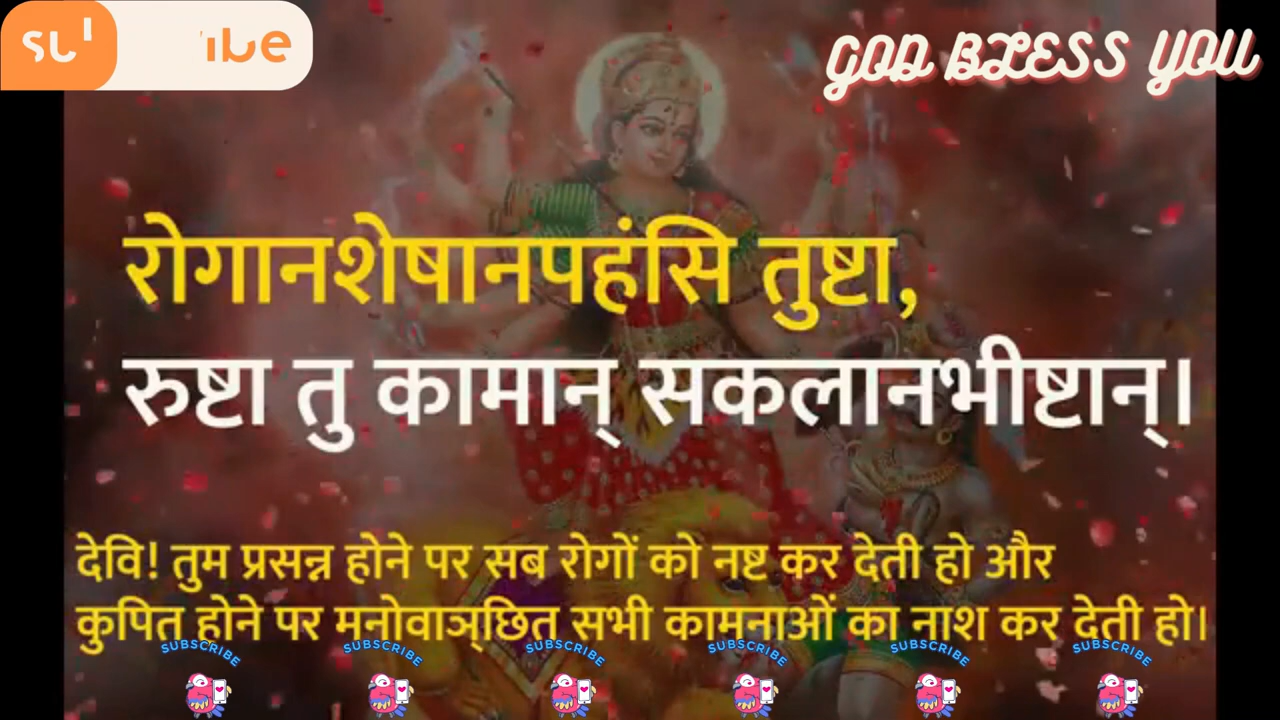 GOD BLESS YOU
रोगानशेषानपहंसि तुष्टा,
रुष्टा तु कामान् सकलानभीष्टान्।
देवि! तुम प्रसन्न होने पर सब रोगों को नष्ट कर देती हो और
कुपित होने पर मनोवाञ्छित सभी कामनाओं का नाश कर देती हो।
SUBSCRIBE SUBSCRIBE SUBSCRIBE SUBSCRIBE SUBSCRIBE SUBSCRIBE